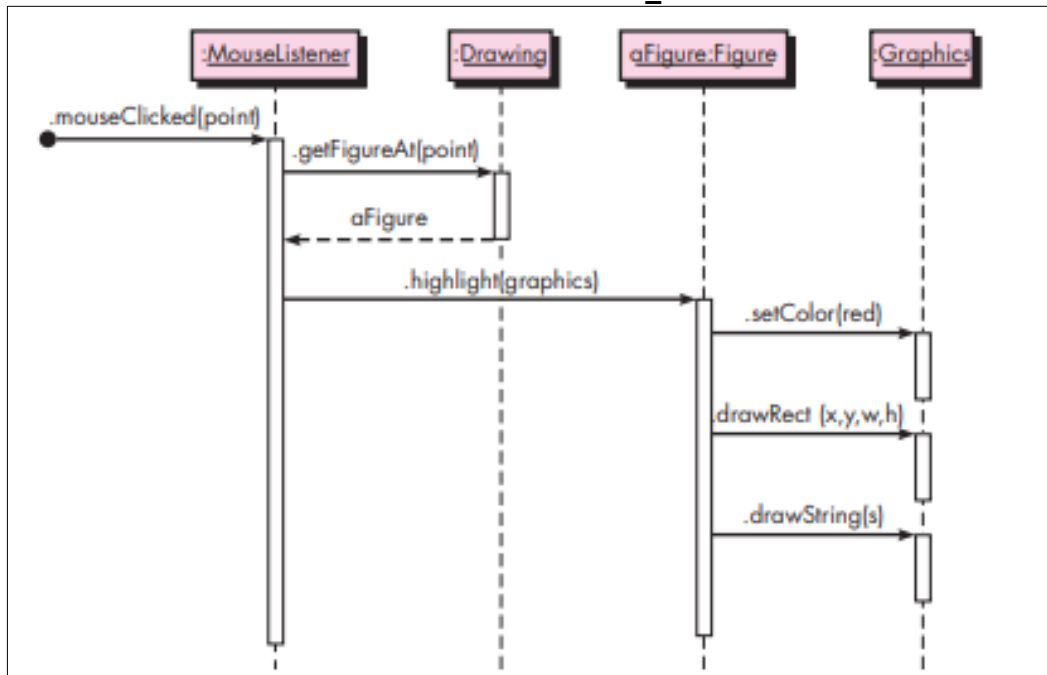 :MouseListener
:Drawing
aFigure:Figure
:Graphics
.mouseClicked(point)
.getFigureAt(point)
aFigure
.highlight(graphics)
.setColor(red)
.drawRect (x,y,w,h)
.drawString(s)